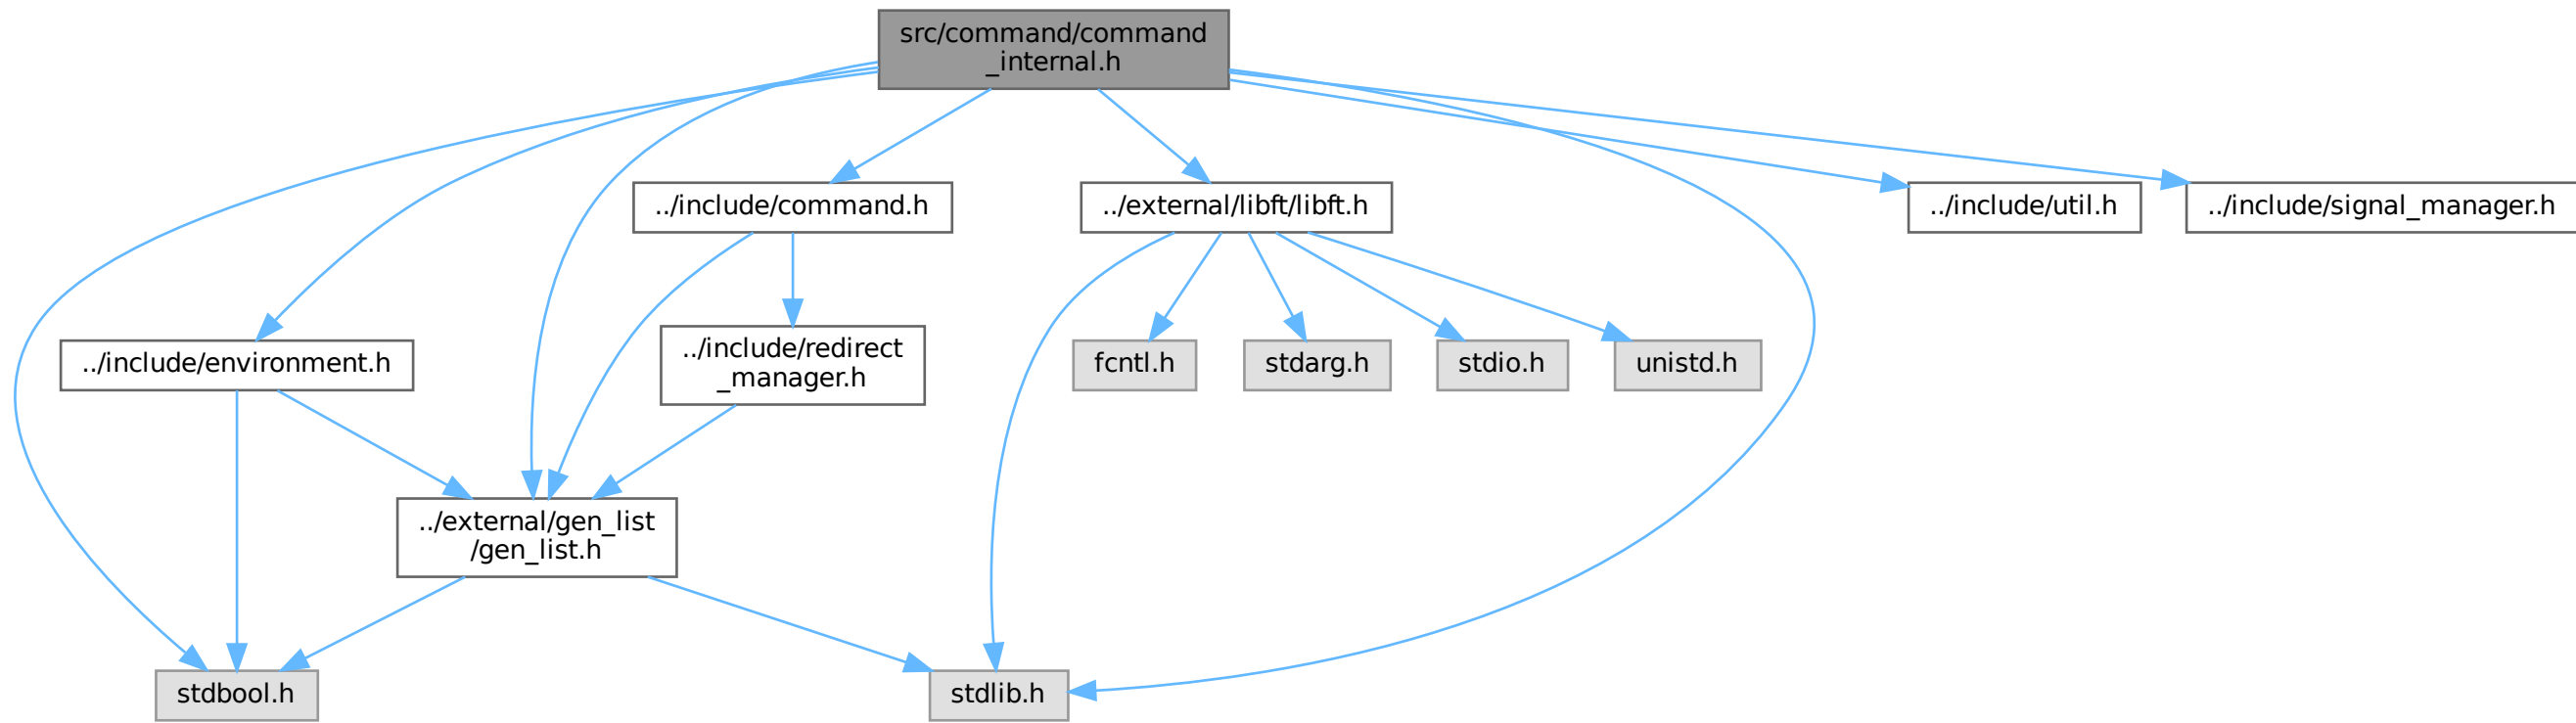 src/command/command
_internal.h
../include/command.h
../external/libft/libft.h
../include/util.h
../include/signal_manager.h
../include/environment.h
../include/redirect
_manager.h
fcntl.h
stdarg.h
stdio.h
unistd.h
../external/gen_list
/gen_list.h
stdbool.h
stdlib.h